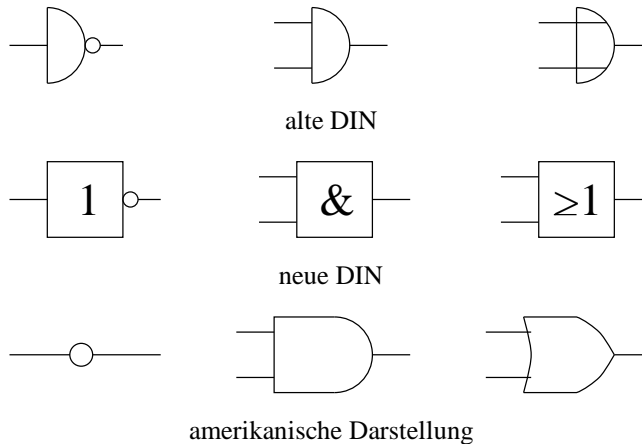 alte DIN
1 & ≥1
neue DIN
amerikanische Darstellung